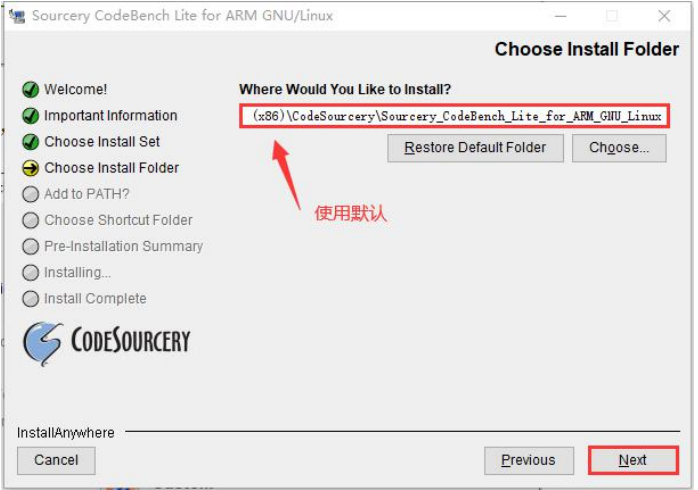 Sourcery CodeBench Lite for ARM GNU/Linux
Choose Install Folder
Welcome!
Important Information
Choose Install Set
Choose Install Folder
Add to PATH?
Choose Shortcut Folder
Pre-Installation Summary
Installing...
Install Complete
CODESOURCERY
Where Would You Like to Install?
(x86)\CodeSourcery\Sourcery_CodeBench_Lite_for_ARM_GNU_Linux
Restore Default Folder
Choose...
使用默认
InstallAnywhere
Cancel
Previous
Next